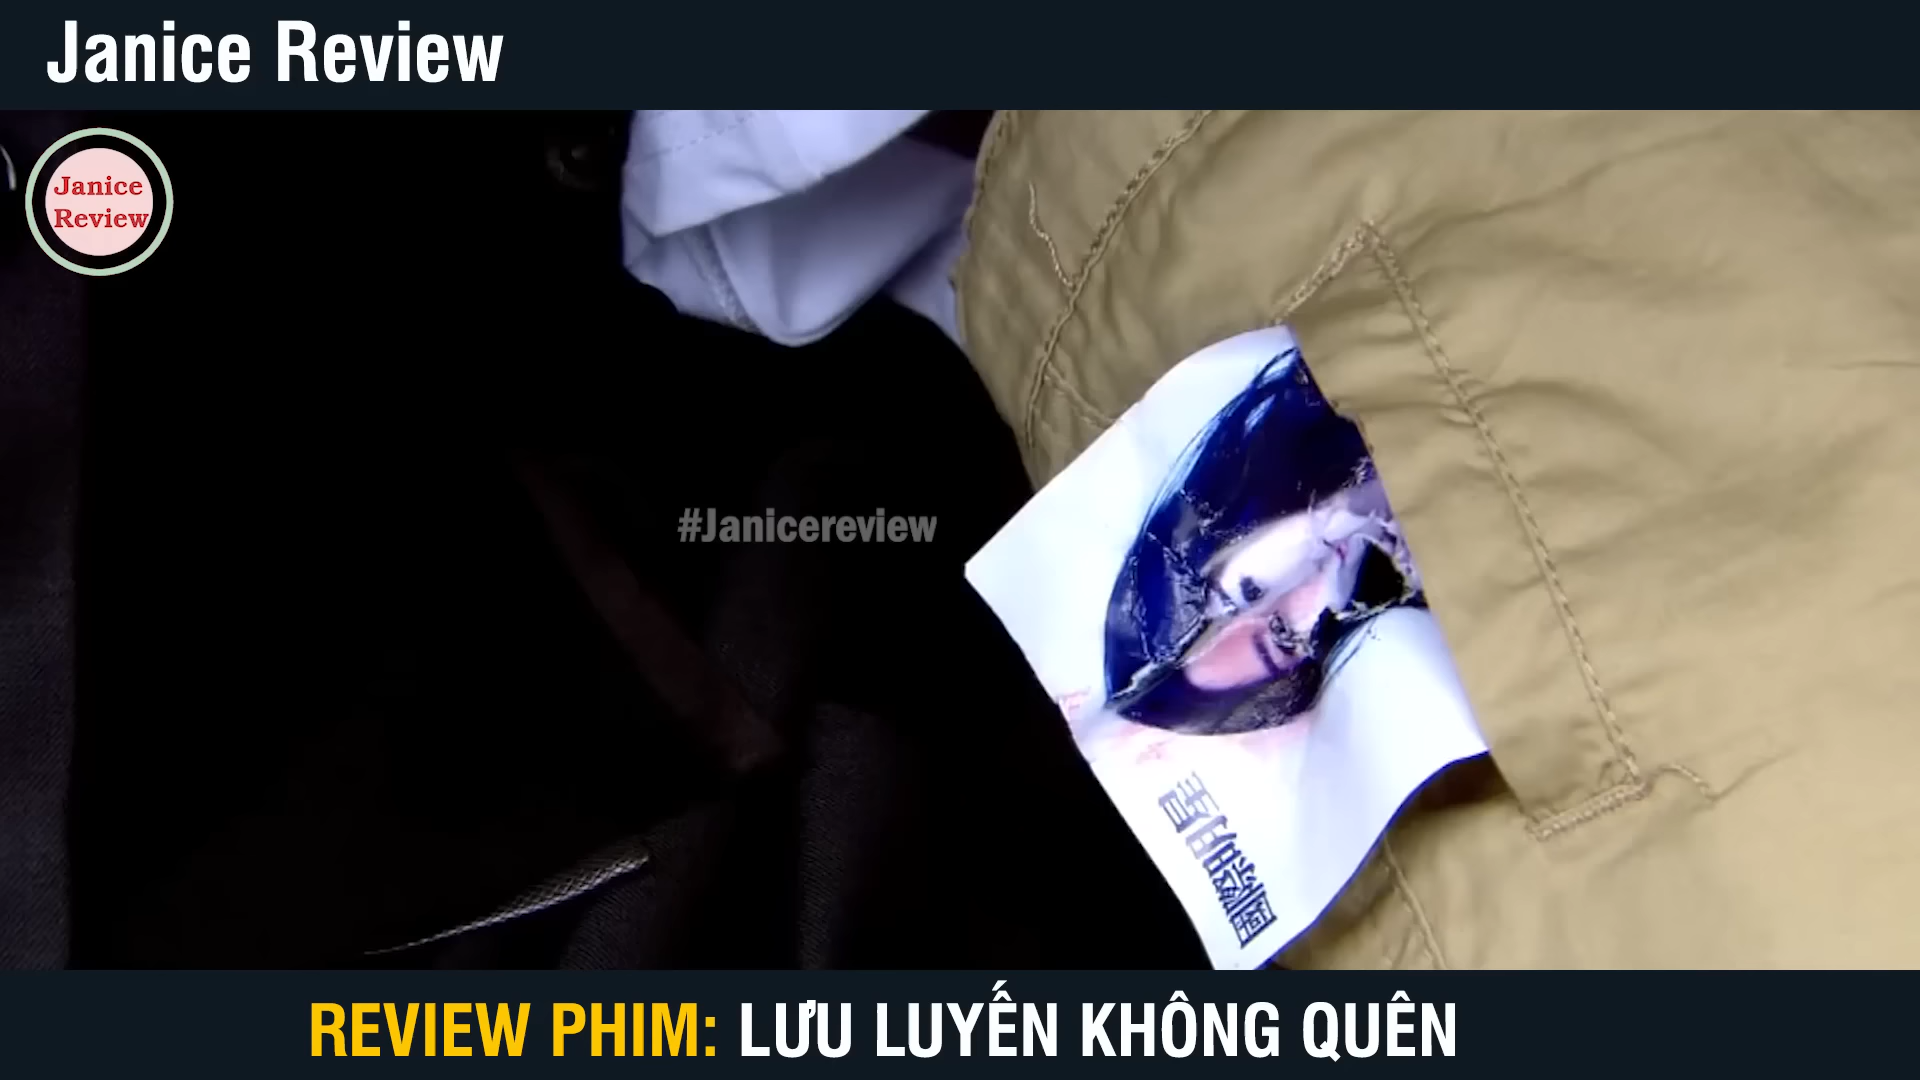 Janice Review
Janice
Review
#Janicereview
REVIEW PHIM: LƯU LUYẾN KHÔNG QUÊN